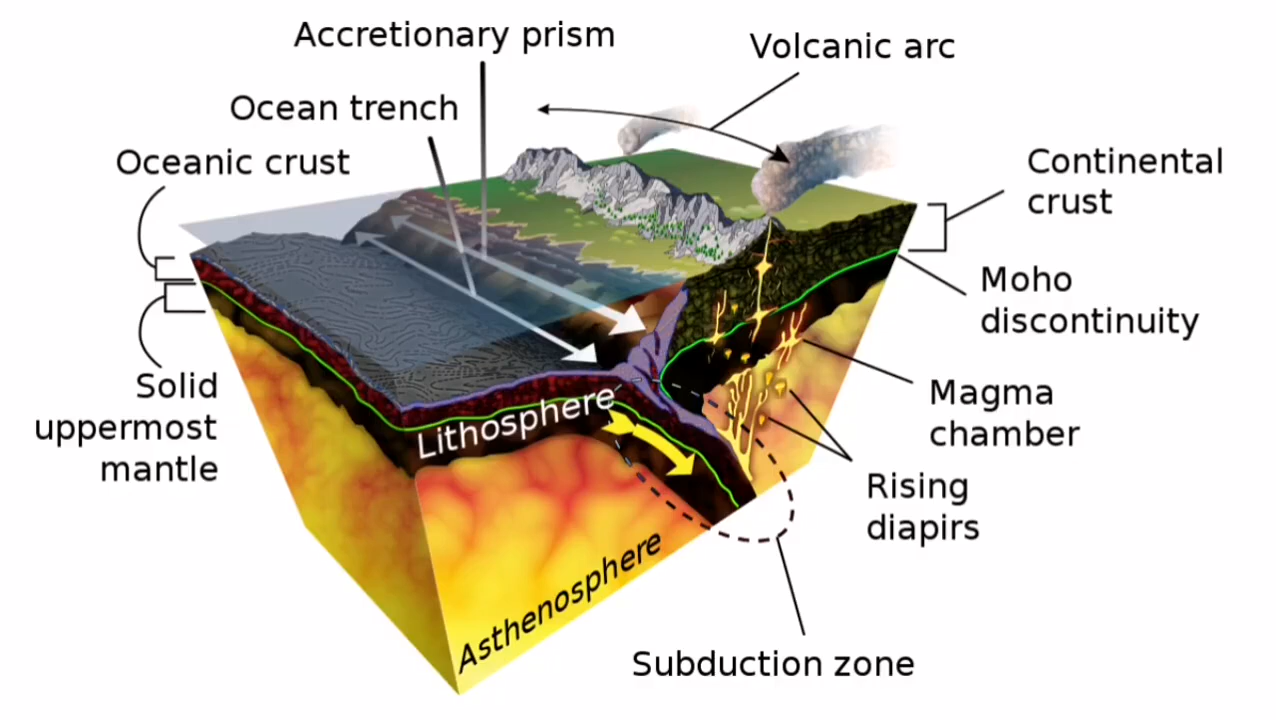 Accretionary prism
Volcanic arc
Ocean trench
Oceanic crust
Continental
crust
Moho
discontinuity
Solid
uppermost
mantle
Lithosphere
Magma
chamber
Rising
diapirs
Asthenosphere
Subduction zone